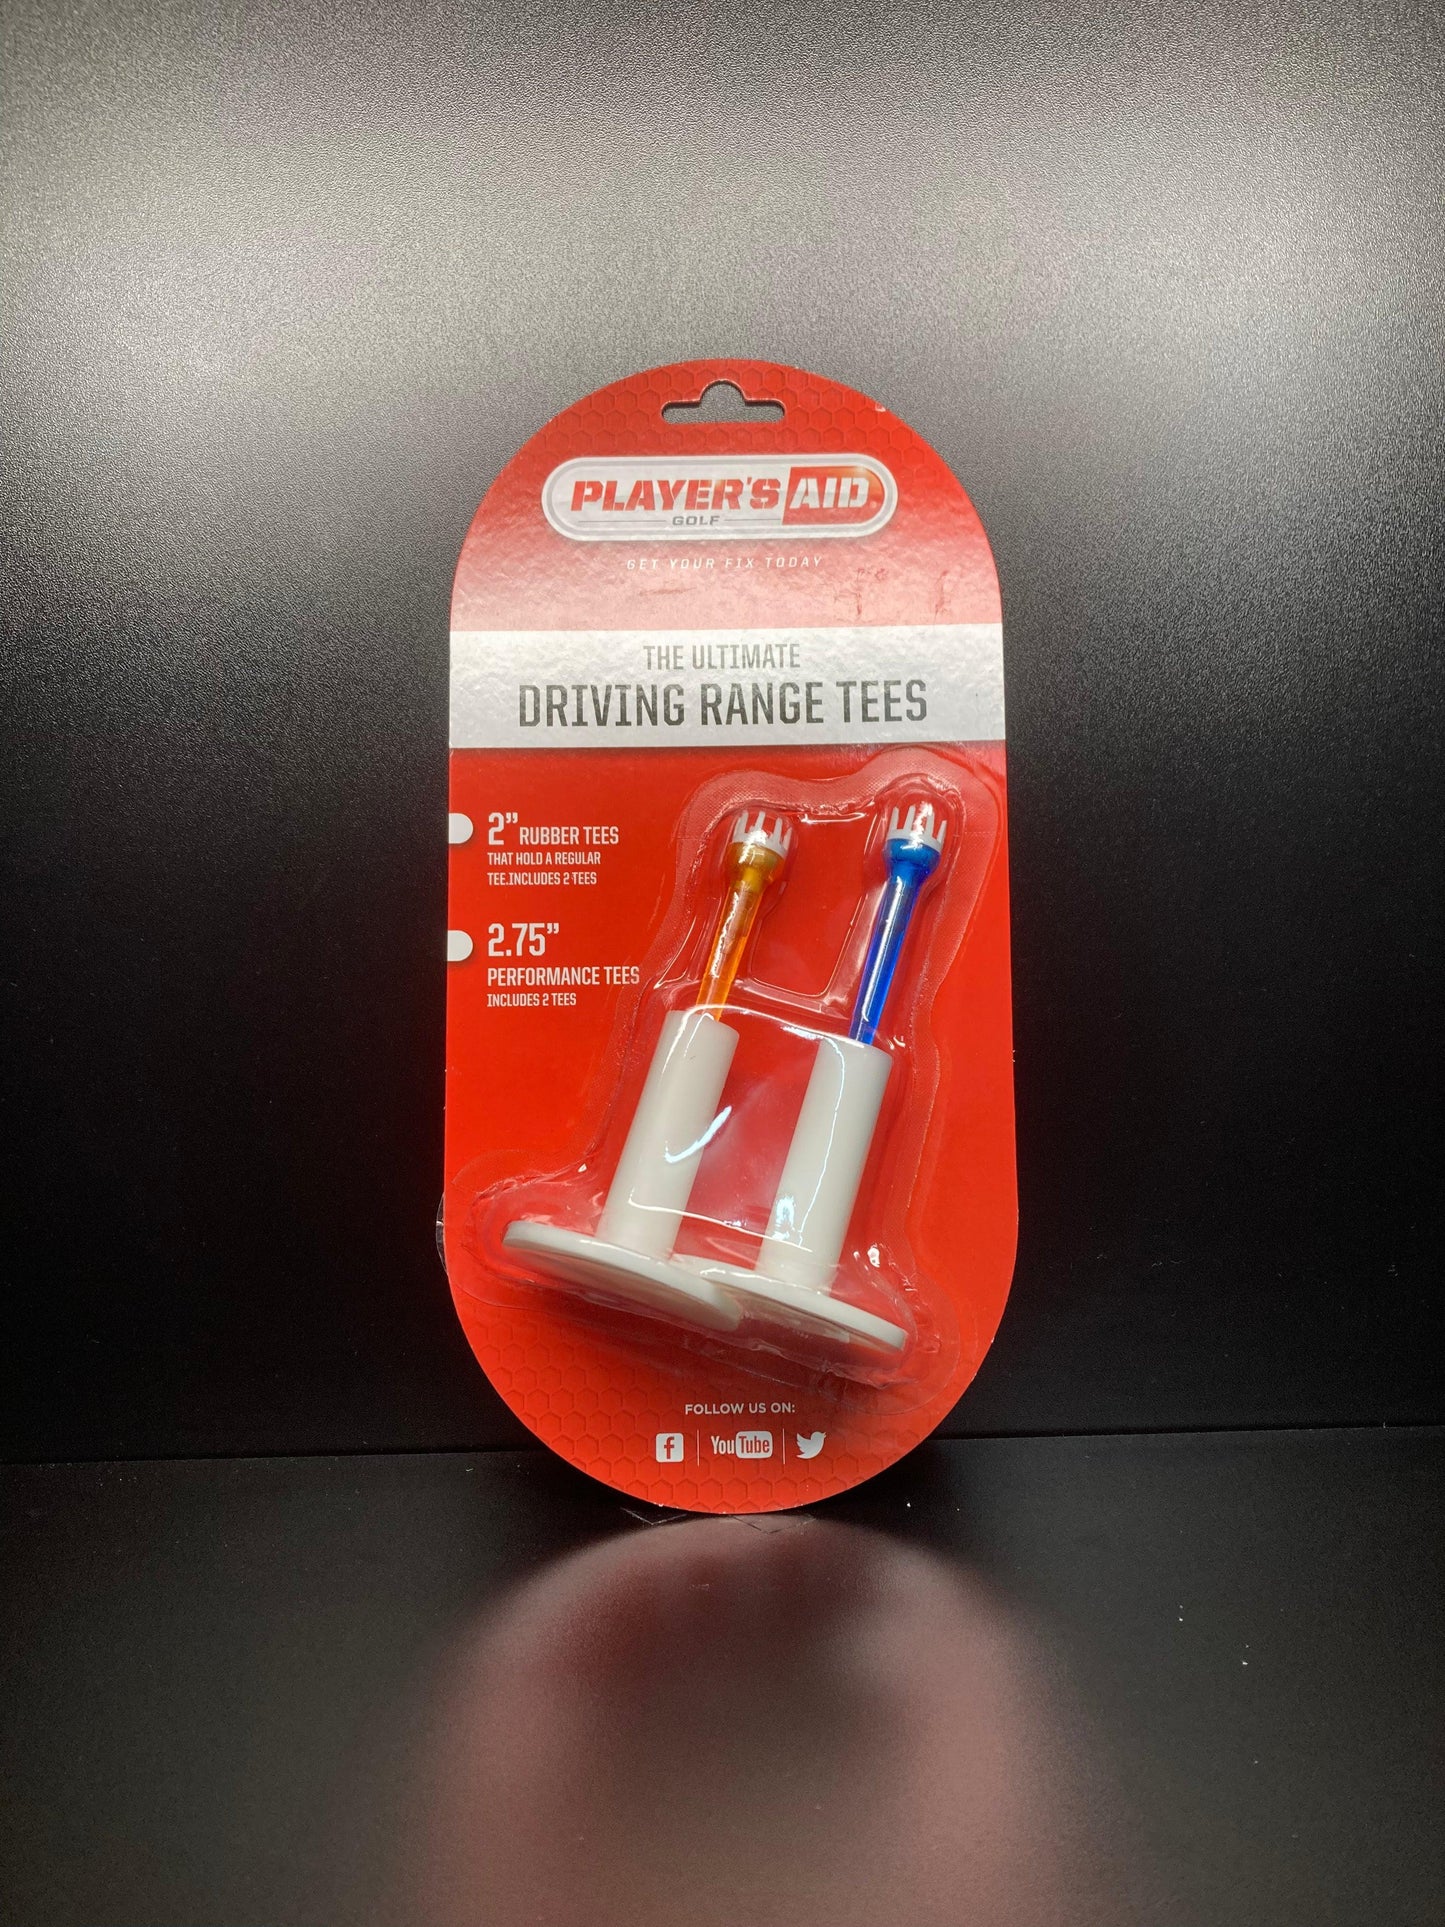 PLAYER'S AID
GOLF
GET YOUR FIX TODAY
THE ULTIMATE
DRIVING RANGE TEES
2” RUBBER TEES
THAT HOLD A REGULAR
TEE.INCLUDES 2 TEES
2.75”
PERFORMANCE TEES
INCLUDES 2 TEES
FOLLOW US ON:
f YouTube